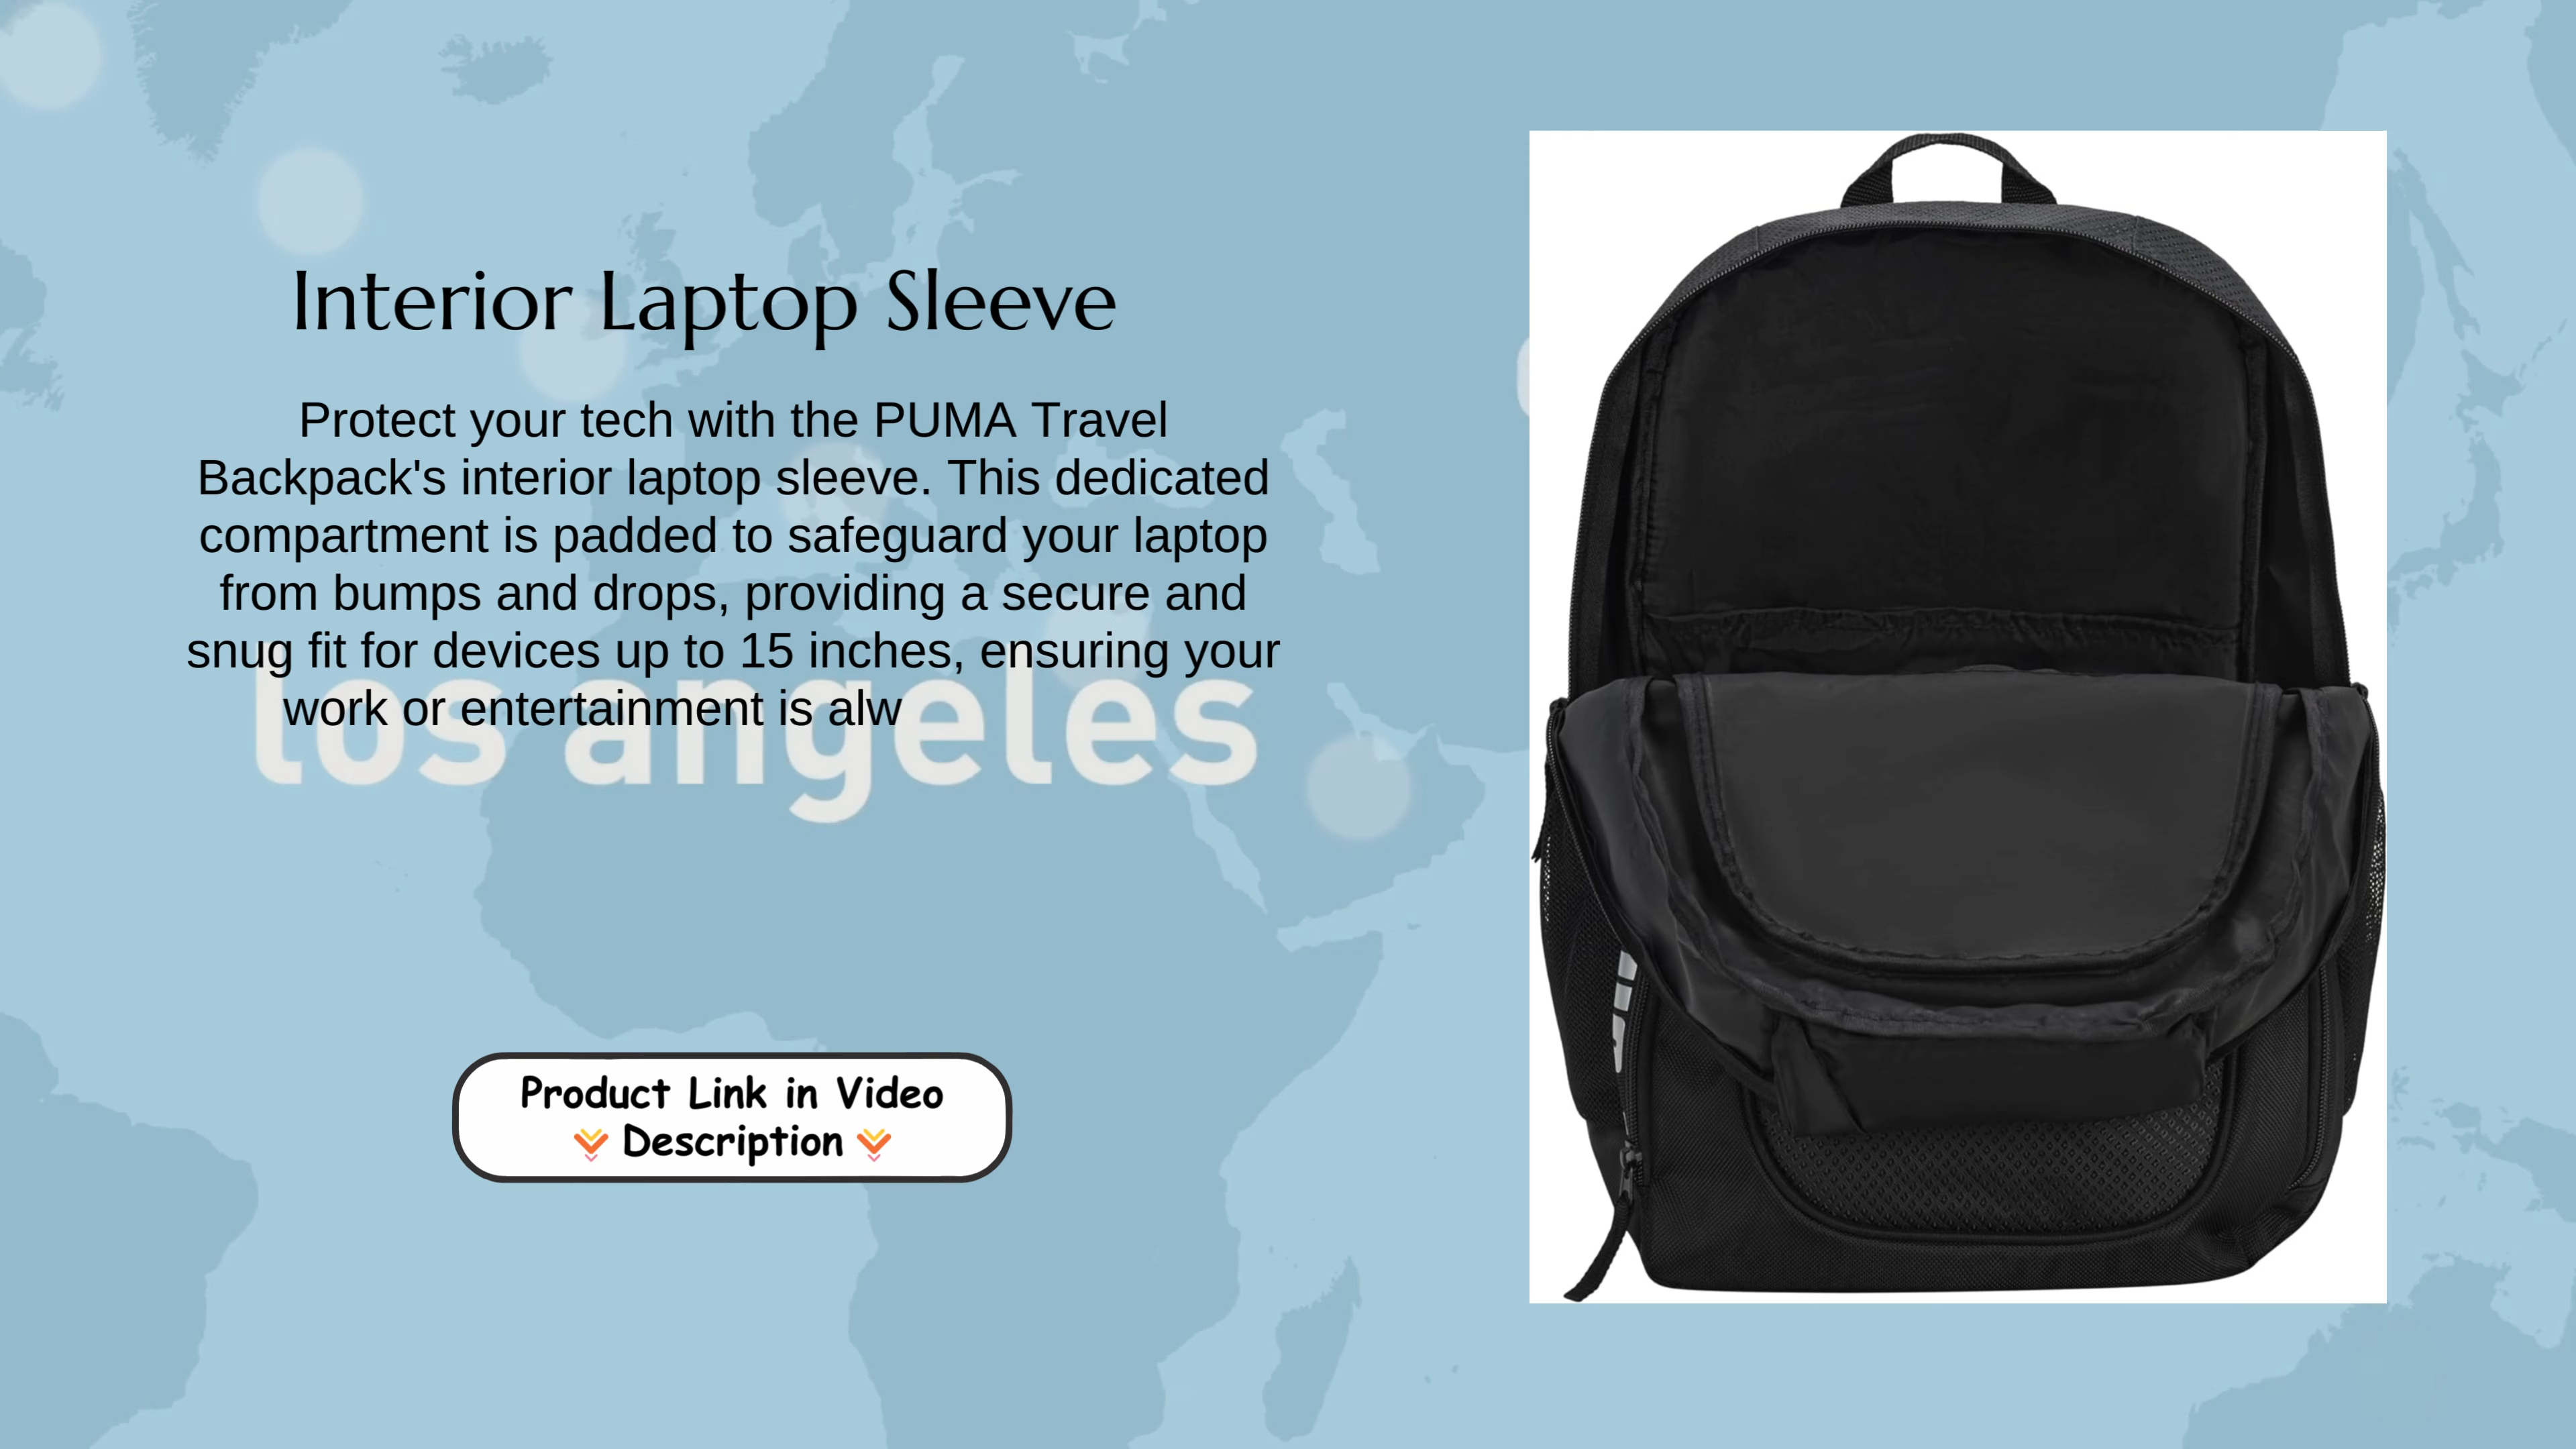 Interior Laptop Sleeve
Protect your tech with the PUMA Travel
Backpack's interior laptop sleeve. This dedicated
compartment is padded to safeguard your laptop
from bumps and drops, providing a secure and
snug fit for devices up to 15 inches, ensuring your
work or entertainment is alw
los angeles
Product Link in Video
Description